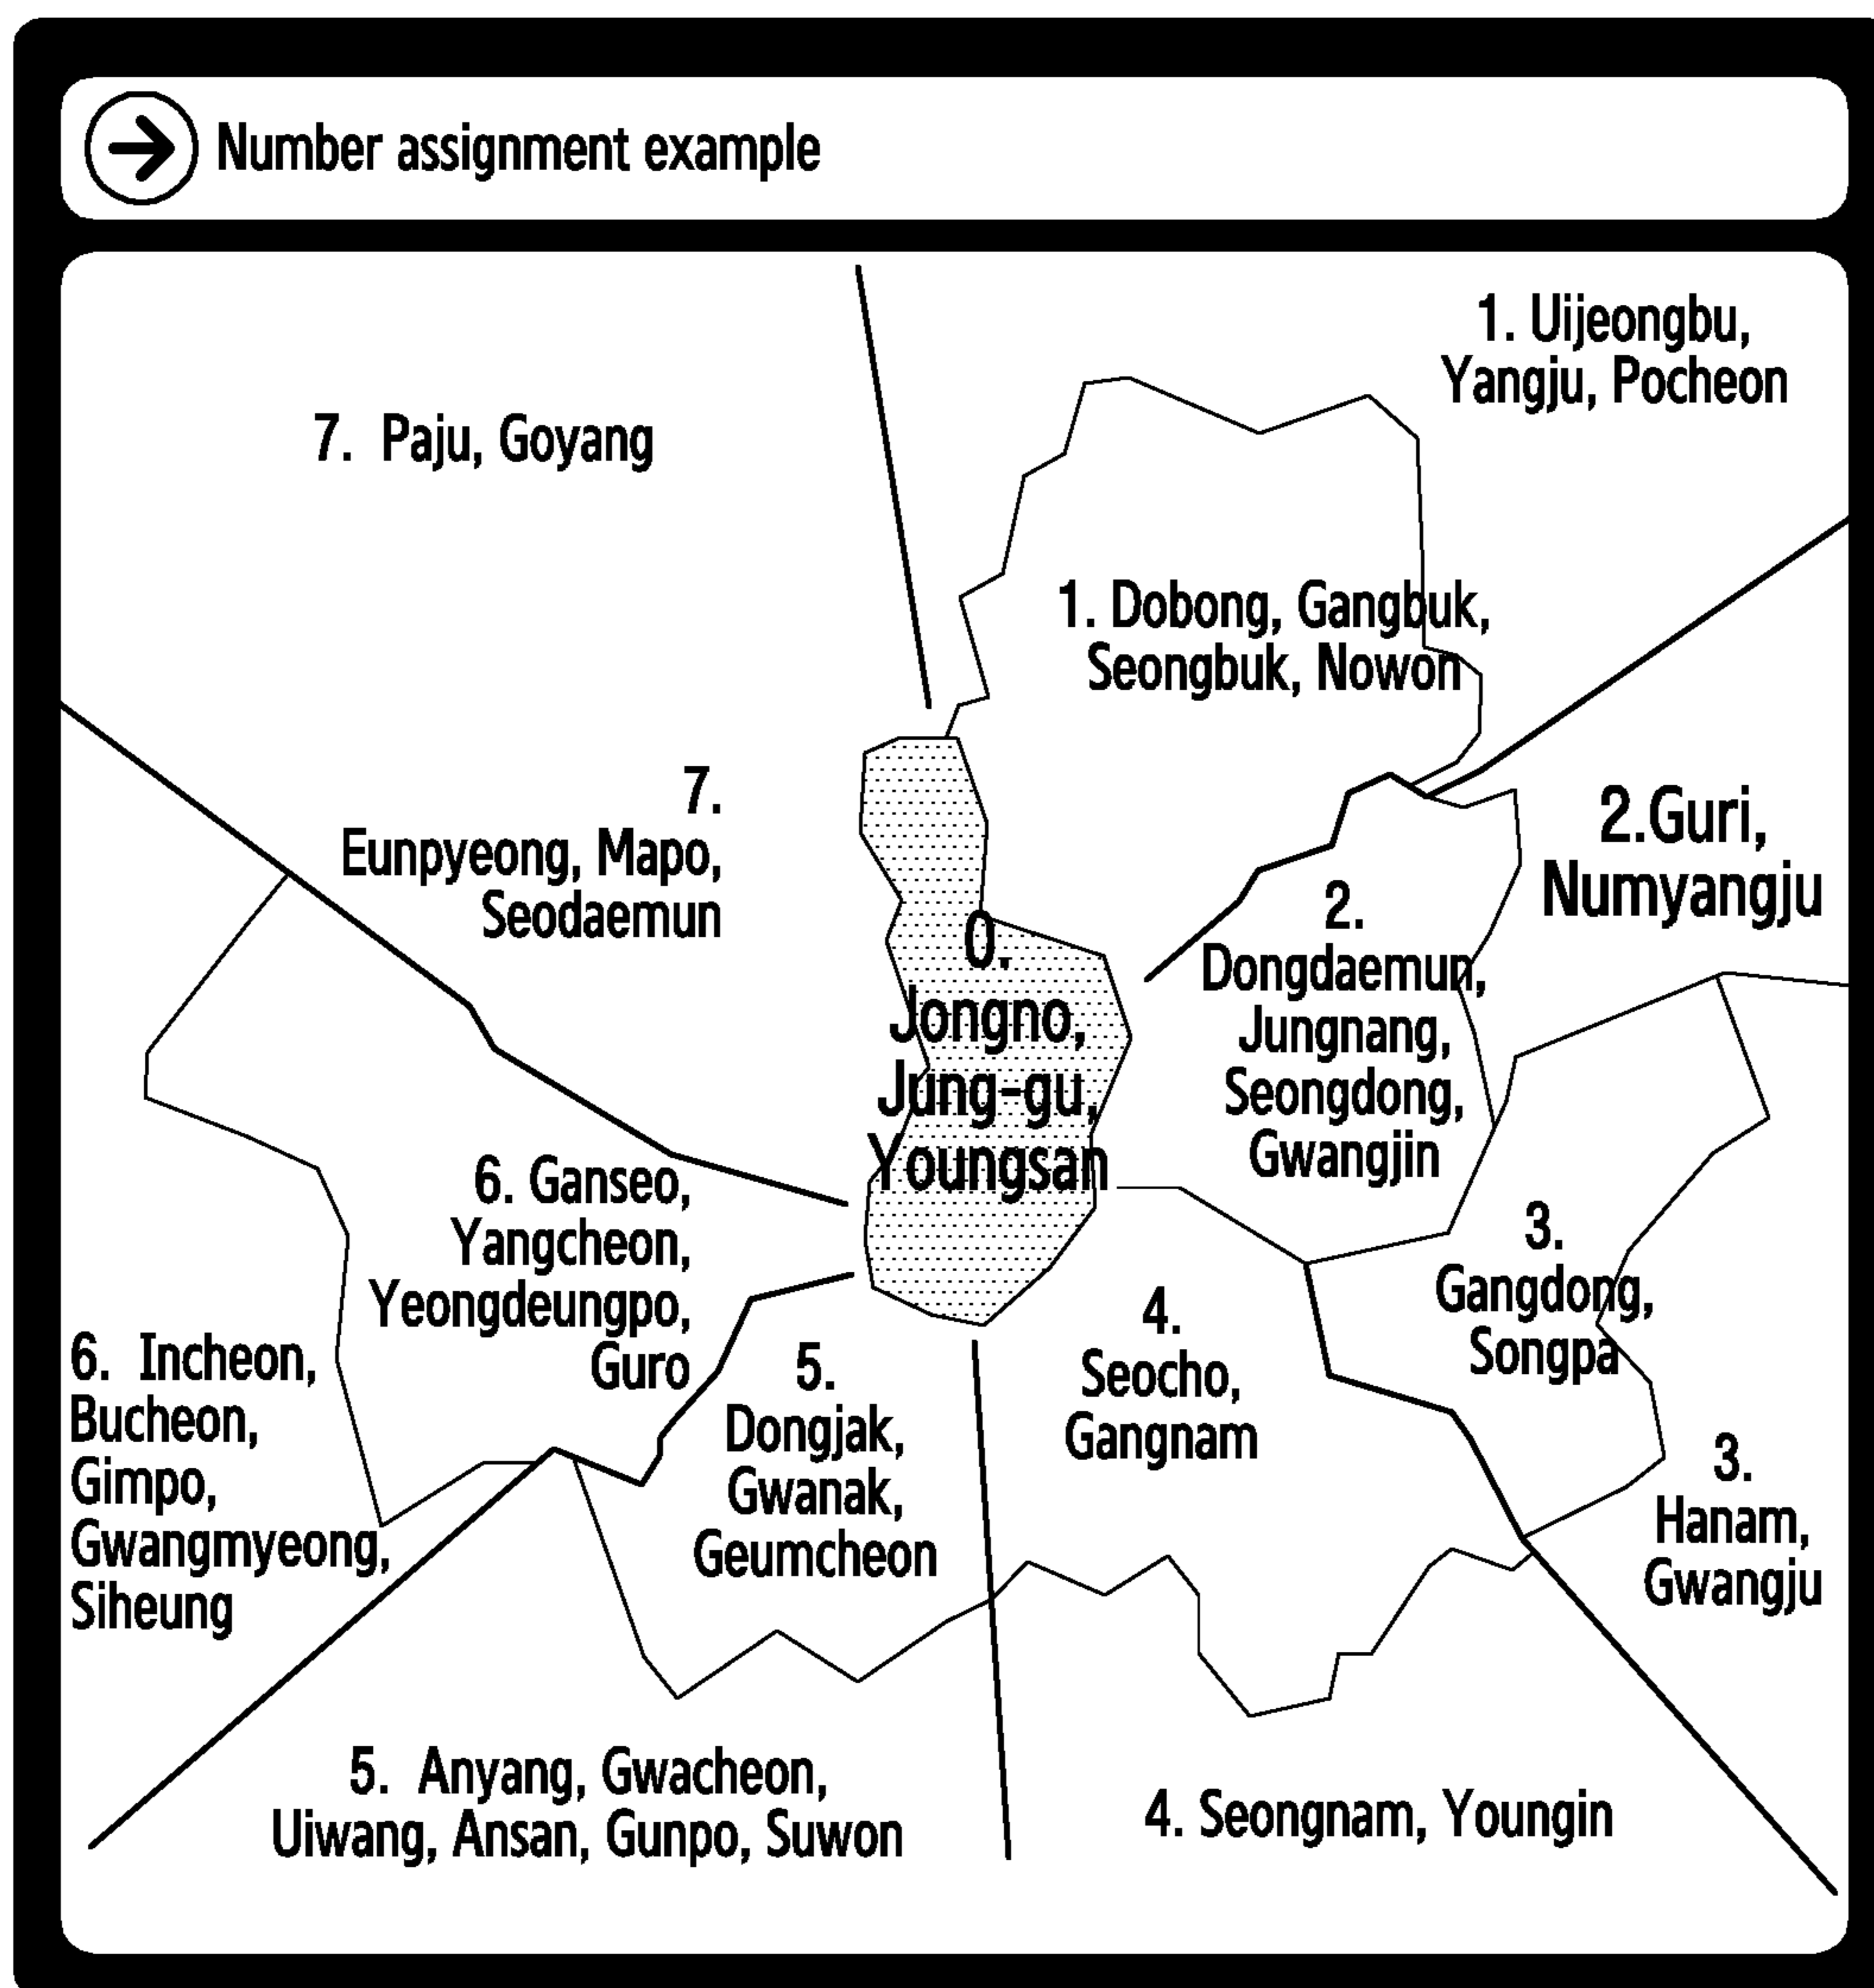 Number assignment example
1. Uijeongbu,
Yangju, Pocheon
7. Paju, Goyang
1. Dobong, Gangbuk,
Seongbuk, Nowon
7.
Eunpyeong, Mapo,
Seodaemun
2.Guri,
Numyangju
0.
Jongno,
Jung-gu,
Youngsan
2.
Dongdaemun,
Jungnang,
Seongdong,
Gwangjin
6. Ganseo,
Yangcheon,
Yeongdeungpo,
Guro
3.
Gangdong,
Songpa
6. Incheon,
Bucheon,
Gimpo,
Gwangmyeong,
Siheung
5.
Dongjak,
Gwanak,
Geumcheon
4.
Seocho,
Gangnam
3.
Hanam,
Gwangju
5. Anyang, Gwacheon,
Uiwang, Ansan, Gunpo, Suwon
4. Seongnam, Youngin